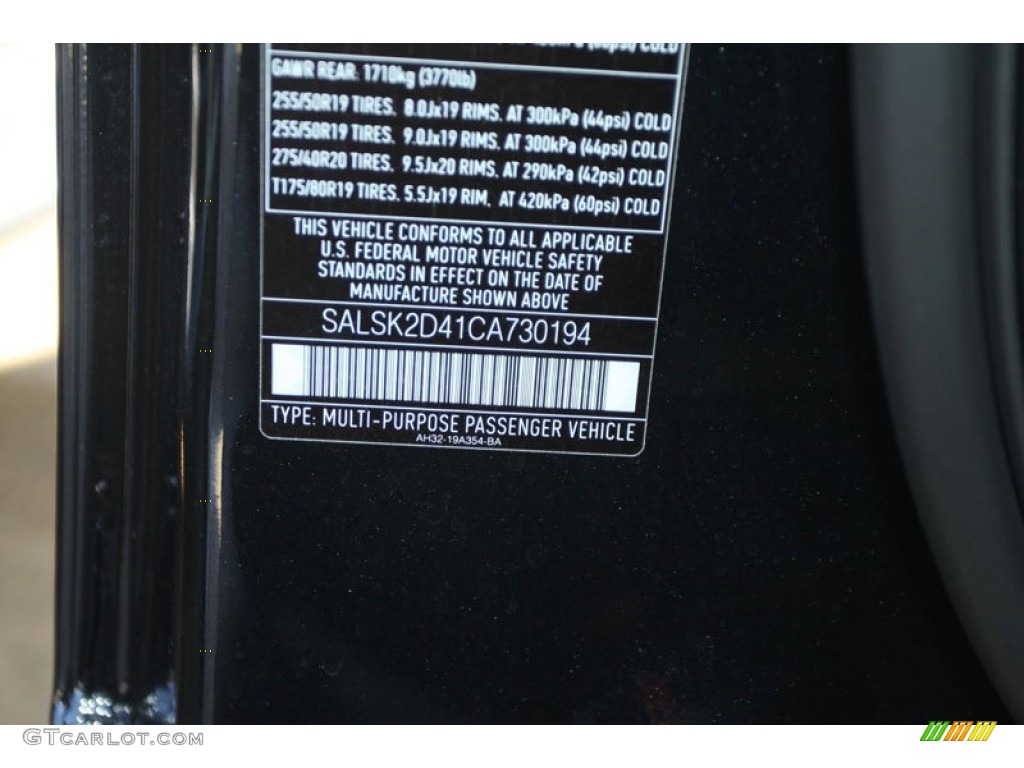 COLD
GAWR REAR: 1710kg (3770lb)
255/50R19 TIRES, 8.0Jx19 RIMS, AT 300kPa (44psi) COLD
255/50R19 TIRES, 9.0Jx19 RIMS, AT 300kPa (44psi) COLD
275/40R20 TIRES, 9.5Jx20 RIMS, AT 290kPa (42psi) COLD
T175/80R19 TIRES, 5.5Jx19 RIM, AT 420kPa (60psi) COLD
THIS VEHICLE CONFORMS TO ALL APPLICABLE
U.S. FEDERAL MOTOR VEHICLE SAFETY
STANDARDS IN EFFECT ON THE DATE OF
MANUFACTURE SHOWN ABOVE
SALSK2D41CA730194
TYPE: MULTI-PURPOSE PASSENGER VEHICLE
AH32-19A354-BA
GTCARLOT.COM